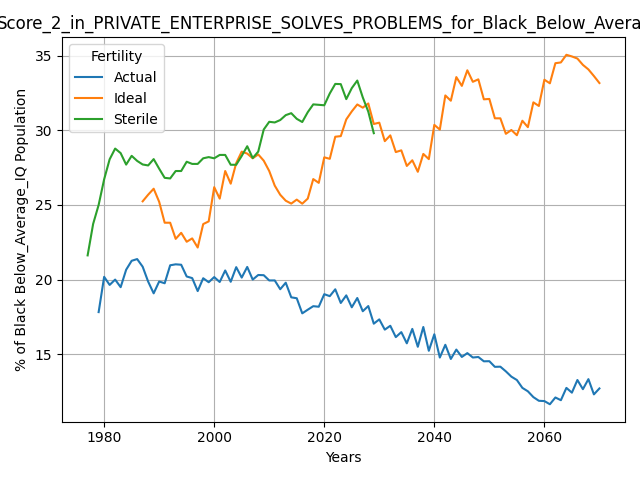 Score_2_in_PRIVATE_ENTERPRISE_SOLVES_PROBLEMS_for_Black_Below_Avera
Fertility
Actual
Ideal
Sterile
35
30
25
20
15
% of Black Below_Average_IQ Population
1980
2000
2020
2040
2060
Years